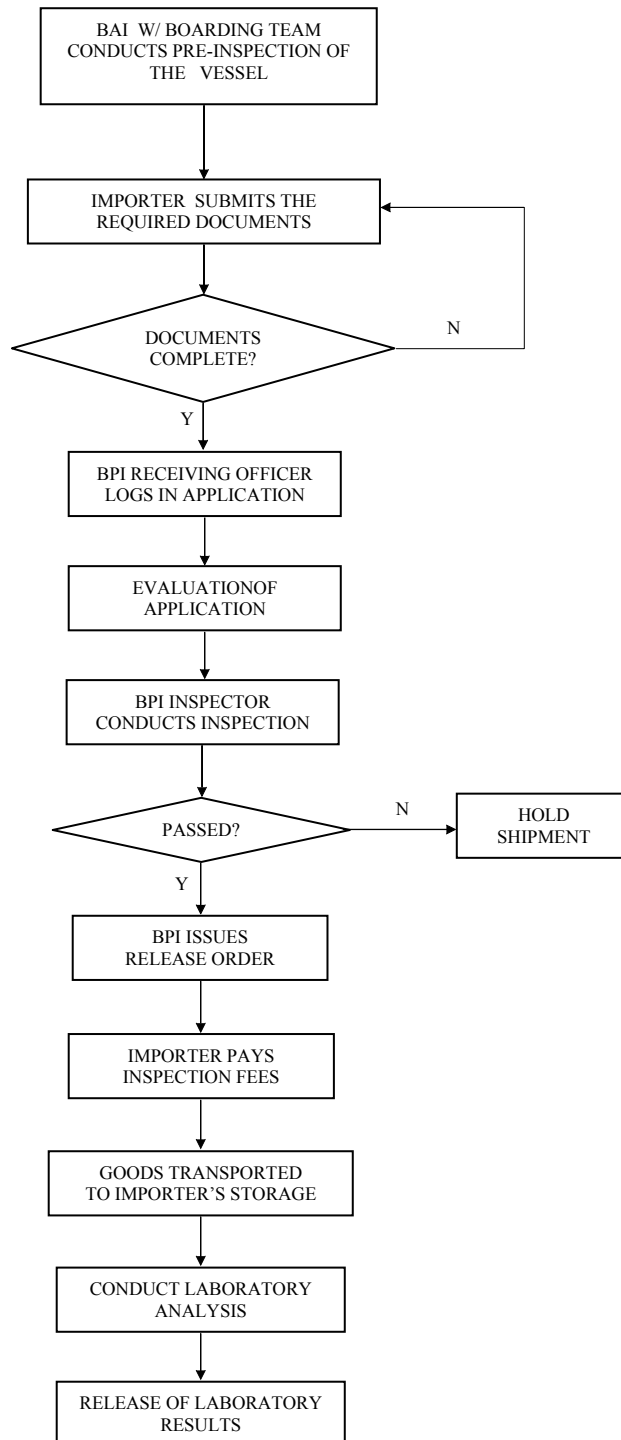 BAI W/ BOARDING TEAM
CONDUCTS PRE-INSPECTION OF
THE VESSEL
IMPORTER SUBMITS THE
REQUIRED DOCUMENTS
DOCUMENTS
COMPLETE?
N
Y
BPI RECEIVING OFFICER
LOGS IN APPLICATION
EVALUATIONOF
APPLICATION
BPI INSPECTOR
CONDUCTS INSPECTION
PASSED?
N
HOLD
SHIPMENT
Y
BPI ISSUES
RELEASE ORDER
IMPORTER PAYS
INSPECTION FEES
GOODS TRANSPORTED
TO IMPORTER’S STORAGE
CONDUCT LABORATORY
ANALYSIS
RELEASE OF LABORATORY
RESULTS